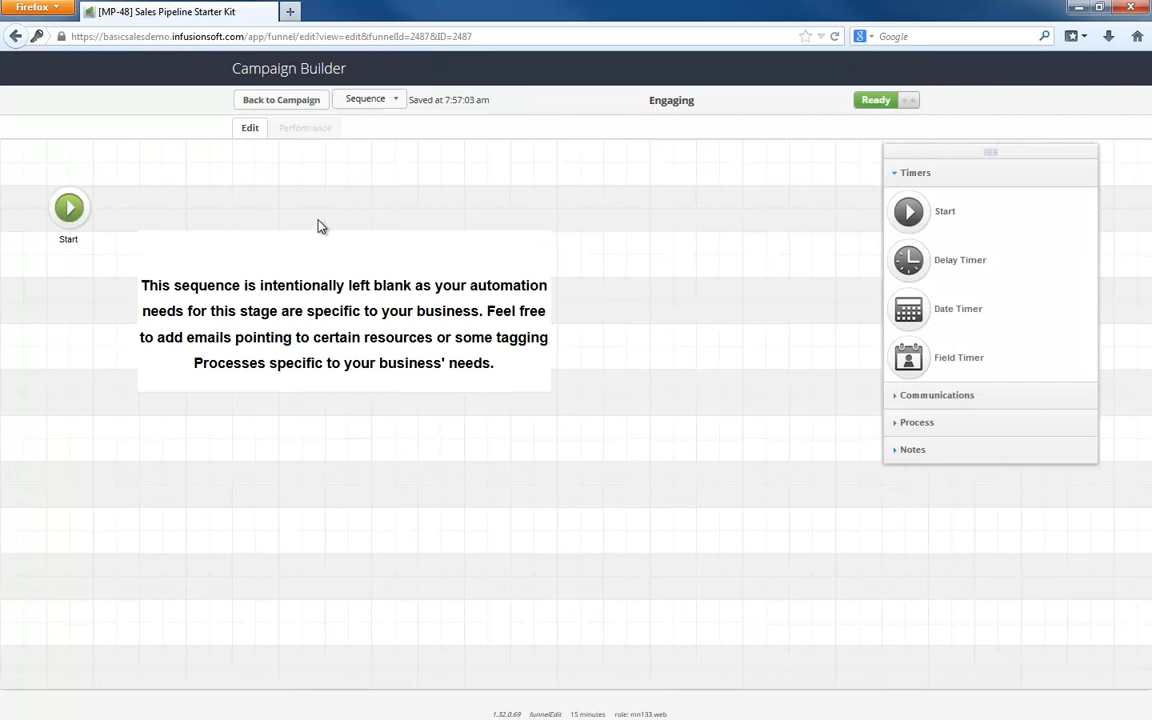 Firefox
[MP-48] Sales Pipeline Starter Kit
https://basicsalesdemo.infusionsoft.com/app/funnel/edit?view=edit&funnelId=2487&ID=2487
Google
Campaign Builder
Back to Campaign
Sequence
Saved at 7:57:03 am
Engaging
Ready
Edit
Performance
Timers
Start
Delay Timer
Date Timer
Field Timer
Communications
Process
Notes
Start
This sequence is intentionally left blank as your automation
needs for this stage are specific to your business. Feel free
to add emails pointing to certain resources or some tagging
Processes specific to your business' needs.
1.32.0.69 funnelEdit 15 minutes role: mn133.web